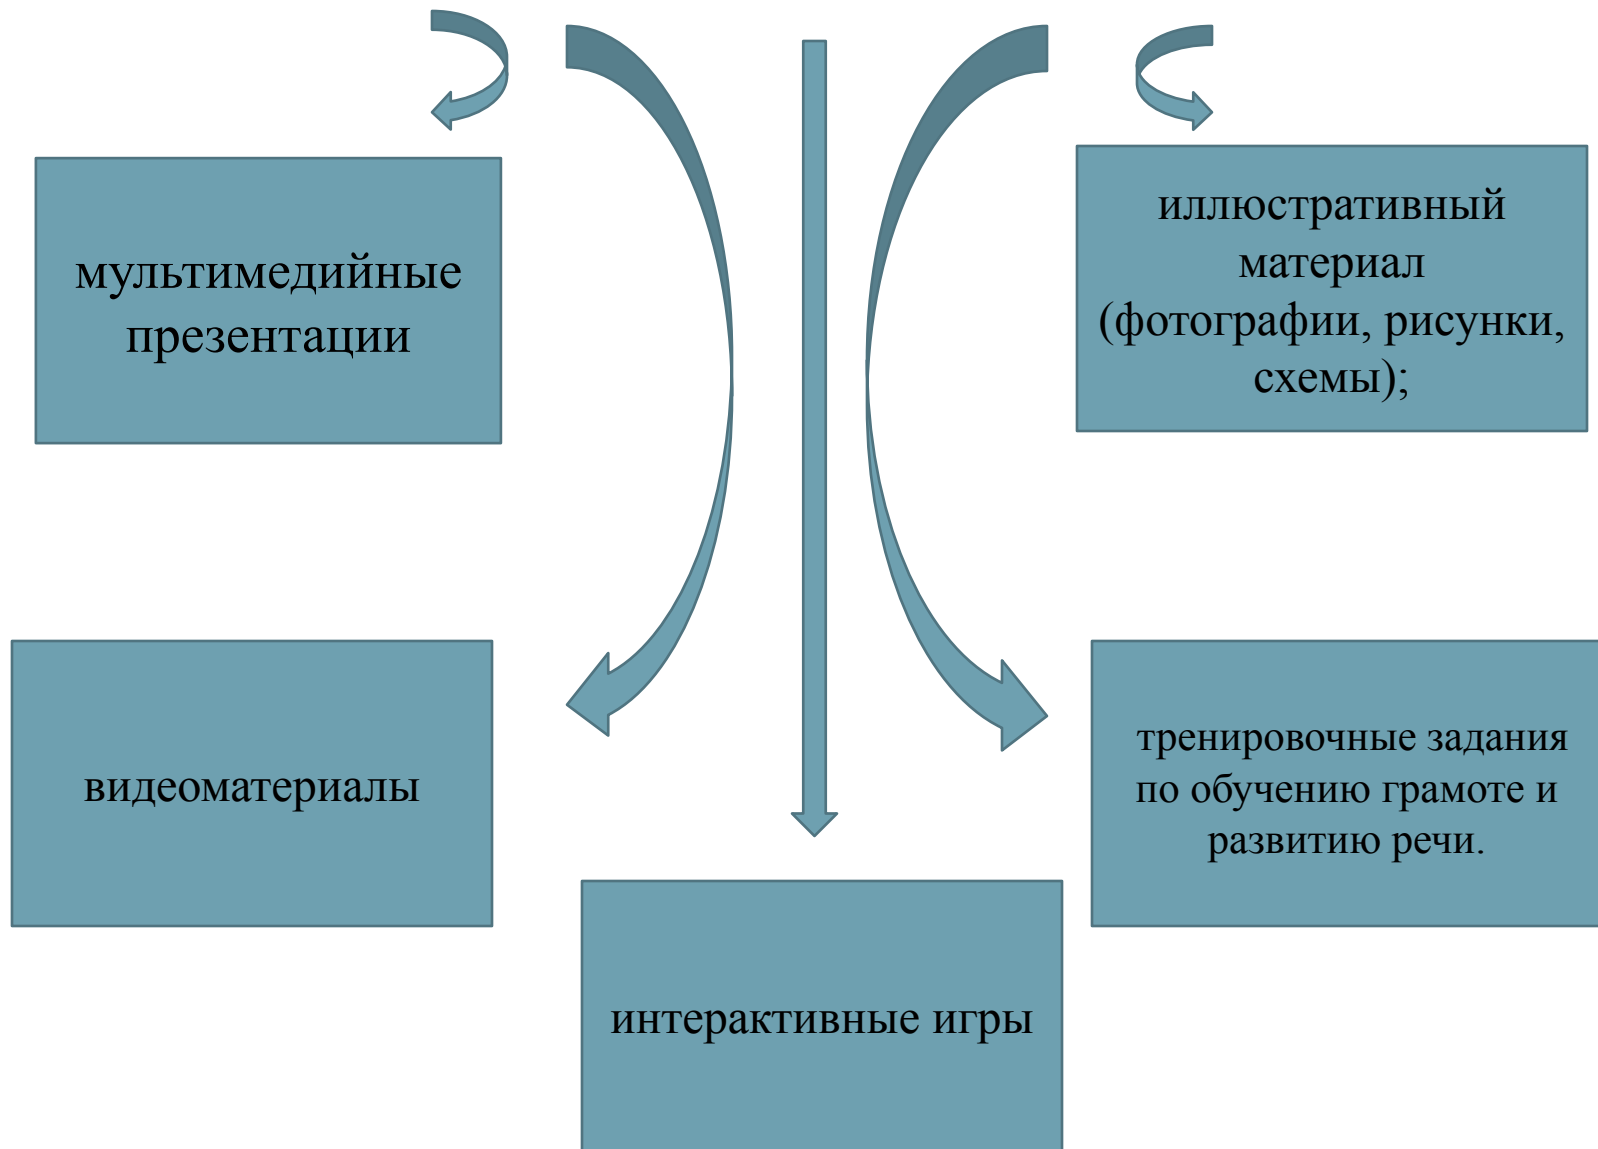 мультимедийные
презентации
иллюстративный
материал
(фотографии, рисунки,
схемы);
видеоматериалы
тренировочные задания
по обучению грамоте и
развитию речи.
интерактивные игры